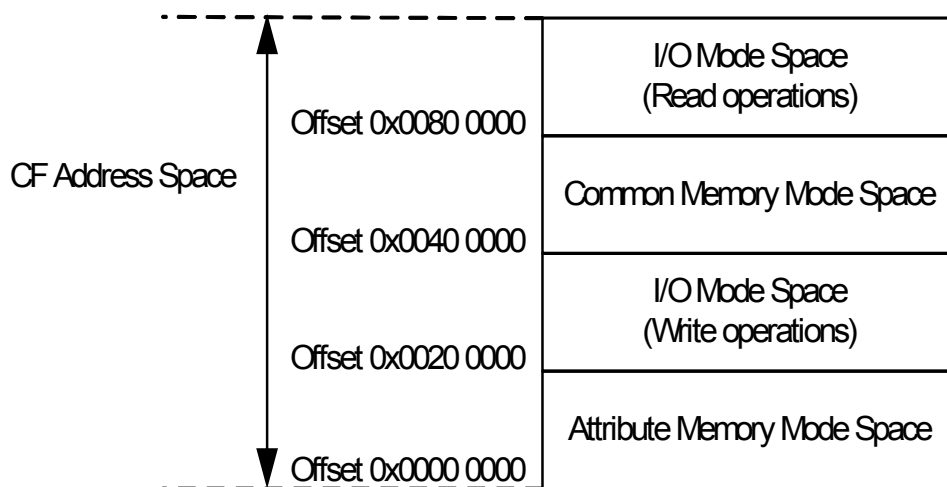 I/O Mode Space
(Read operations)
Offset 0x0080 0000
CF Address Space
Common Memory Mode Space
Offset 0x0040 0000
I/O Mode Space
(Write operations)
Offset 0x0020 0000
Attribute Memory Mode Space
Offset 0x0000 0000